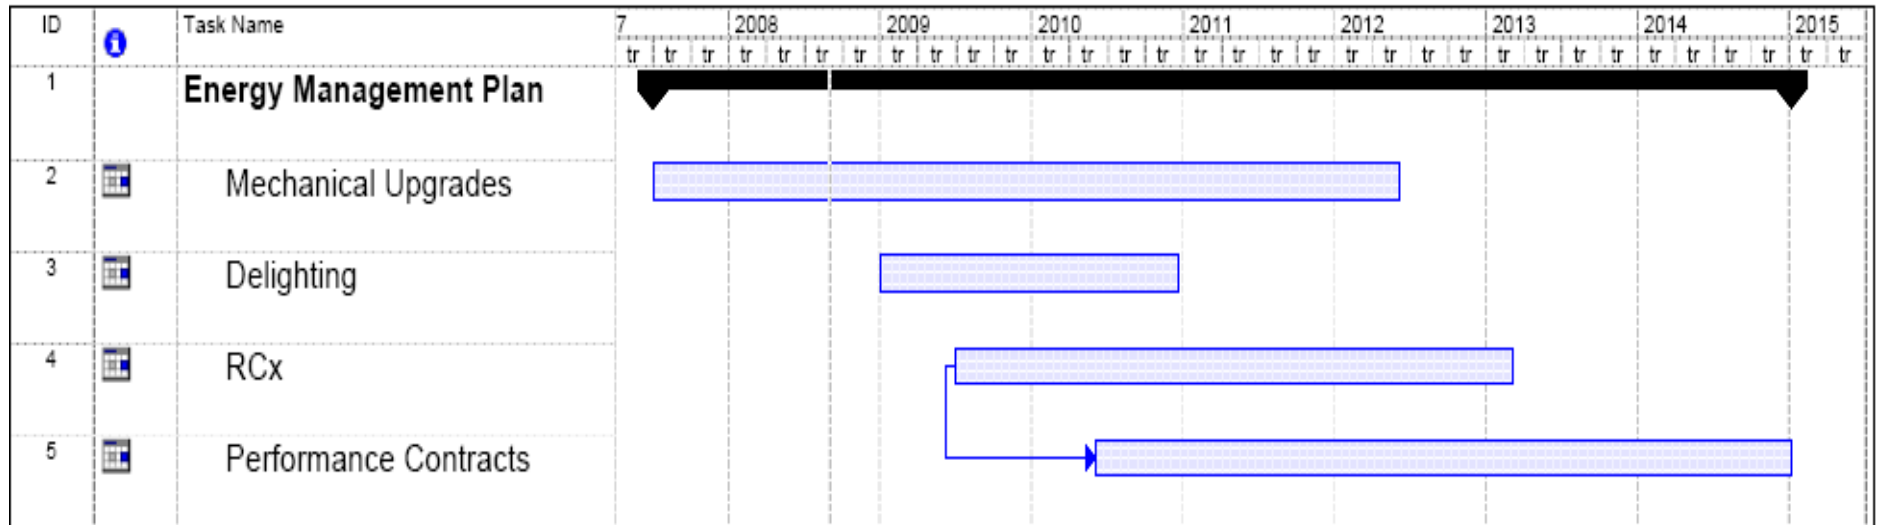 ID Task Name 7 2008 2009 2010 2011 2012 2013 2014 2015
tr tr tr tr tr tr tr tr tr tr tr tr tr tr tr tr tr tr tr tr tr tr tr tr tr tr tr tr tr tr tr tr tr
1 Energy Management Plan
2 Mechanical Upgrades
3 Delighting
4 RCx
5 Performance Contracts